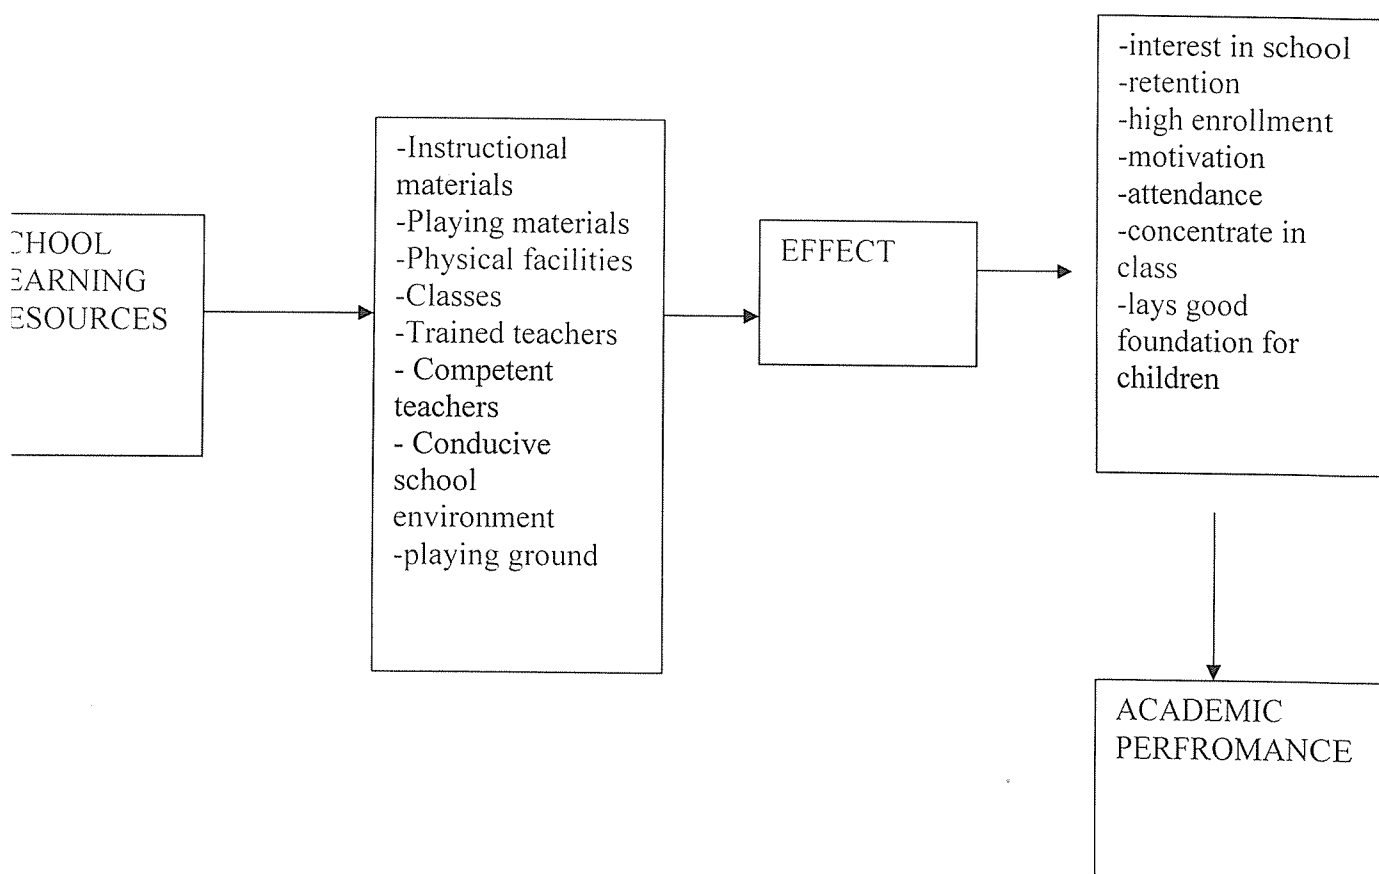 CHOOL
EARNING
ESOURCES
-Instructional
materials
-Playing materials
-Physical facilities
-Classes
-Trained teachers
- Competent
teachers
- Conducive
school
environment
-playing ground
EFFECT
-interest in school
-retention
-high enrollment
-motivation
-attendance
-concentrate in
class
-lays good
foundation for
children
ACADEMIC
PERFROMANCE